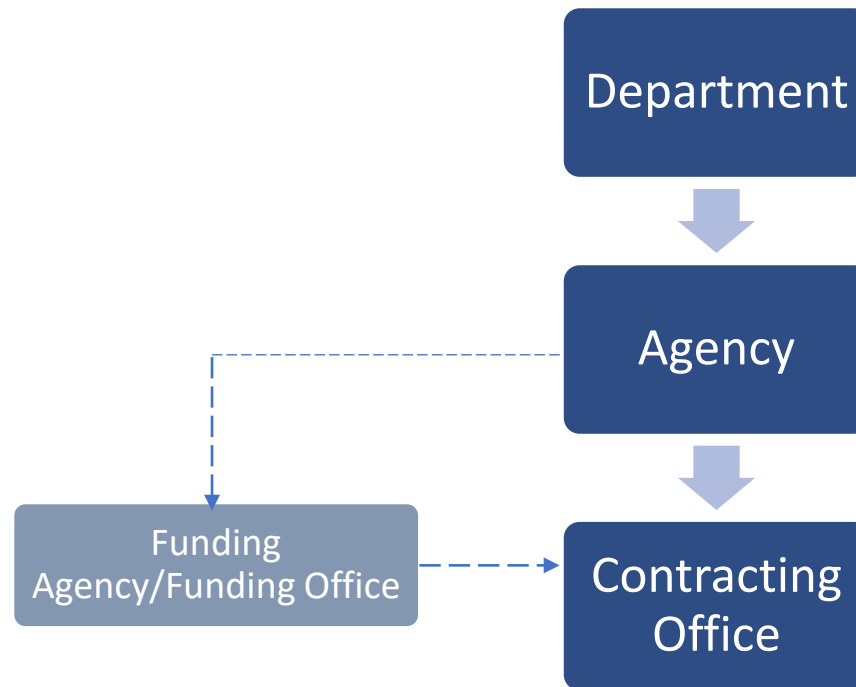 Department
Agency
Funding
Agency/Funding Office
Contracting
Office